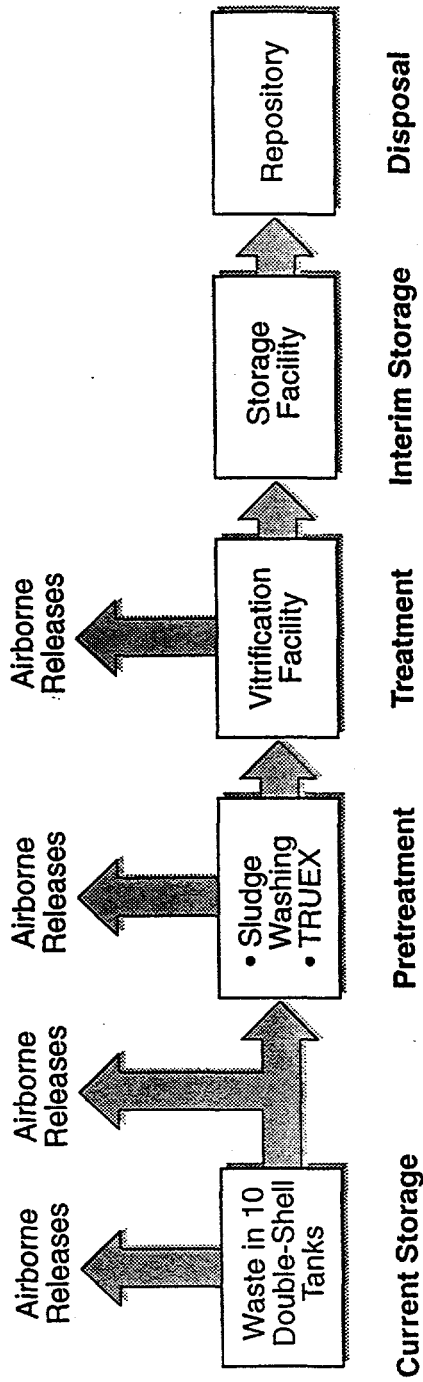 Airborne
Releases
Airborne
Releases
Airborne
Releases
Airborne
Releases
Waste in 10
Double-Shell
Tanks
• Sludge
Washing
• TRUEX
Vitrification
Facility
Storage
Facility
Repository
Current Storage
Pretreatment
Treatment
Interim Storage
Disposal